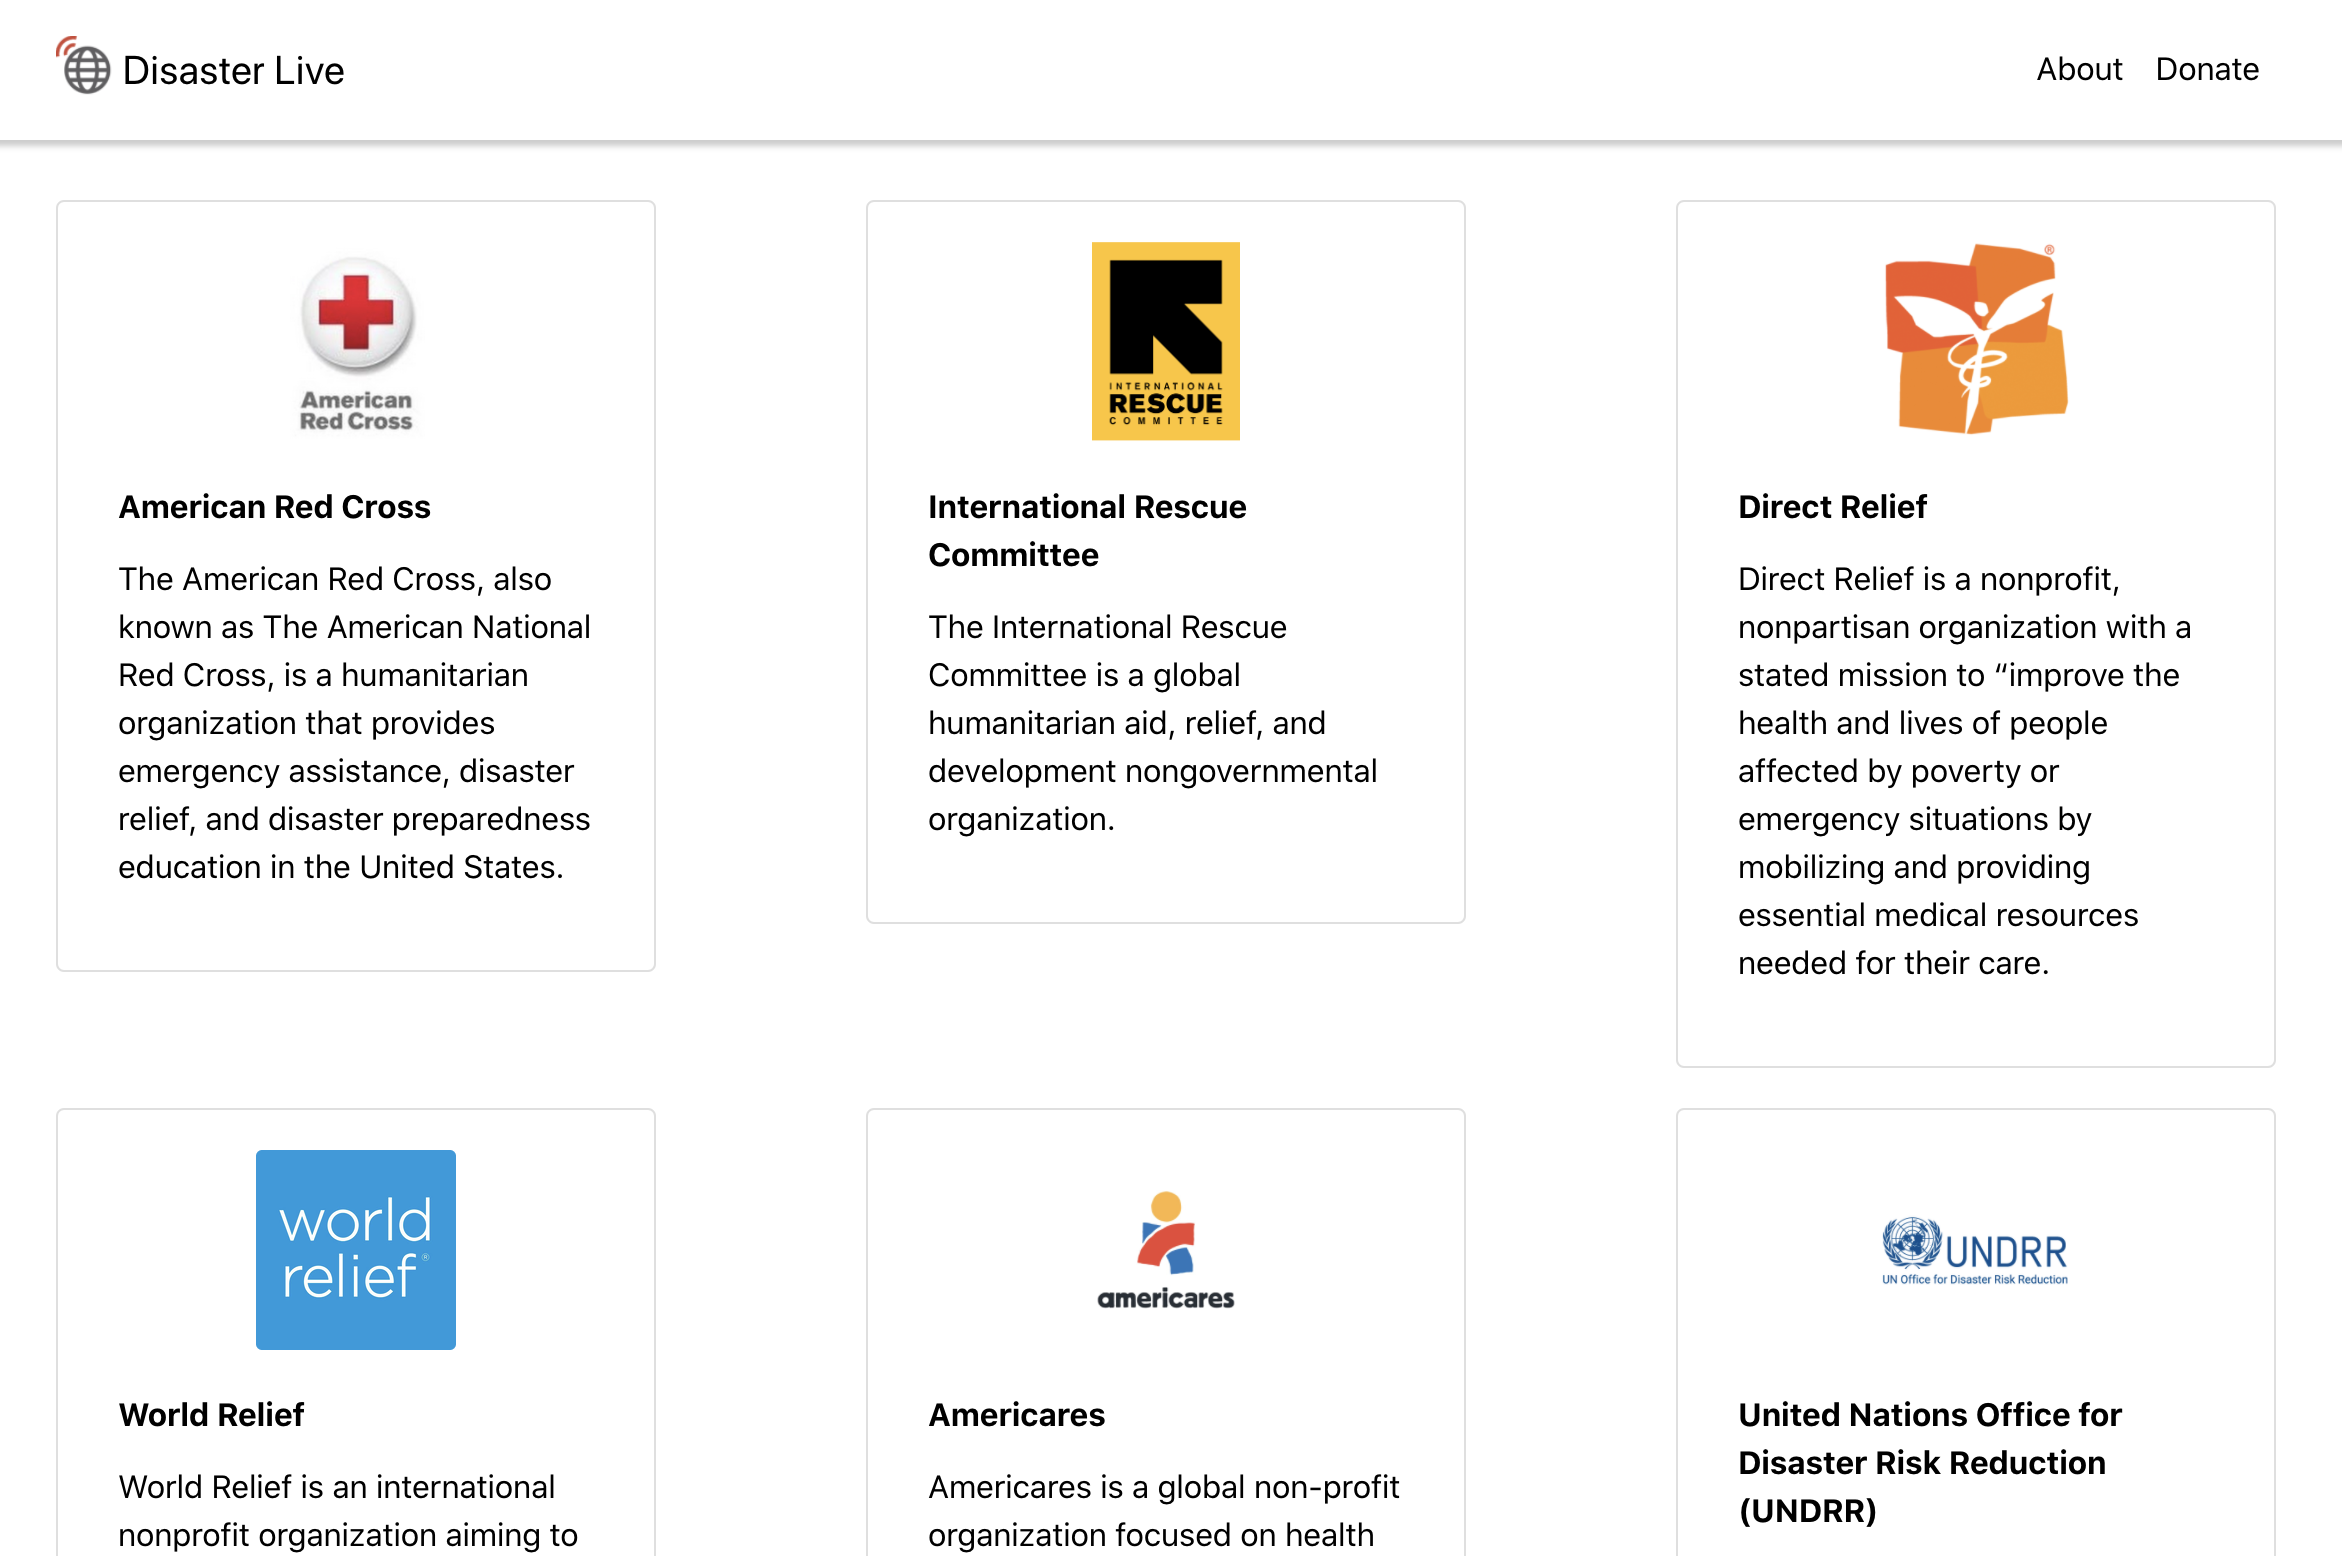 Disaster Live
About
Donate
American
Red Cross
American Red Cross
The American Red Cross, also
known as The American National
Red Cross, is a humanitarian
organization that provides
emergency assistance, disaster
relief, and disaster preparedness
education in the United States.
INTERNATIONAL
RESCUE
COMMITTEE
International Rescue
Committee
The International Rescue
Committee is a global
humanitarian aid, relief, and
development nongovernmental
organization.
®
Direct Relief
Direct Relief is a nonprofit,
nonpartisan organization with a
stated mission to “improve the
health and lives of people
affected by poverty or
emergency situations by
mobilizing and providing
essential medical resources
needed for their care.
world
relief®
World Relief
World Relief is an international
nonprofit organization aiming to
americares
Americares
Americares is a global non-profit
organization focused on health
UNDRR
UN Office for Disaster Risk Reduction
United Nations Office for
Disaster Risk Reduction
(UNDRR)